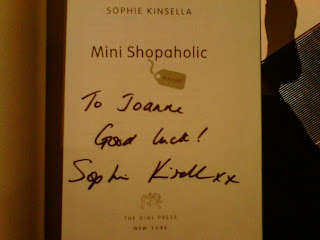 SOPHIE KINSELLA
Mini Shopaholic
To Joanne
Good luck!
Sophie Kinsella xx
THE DIAL PRESS
NEW YORK